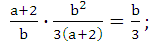 (a+2)/b · b²/(3(a+2)) = b/3;